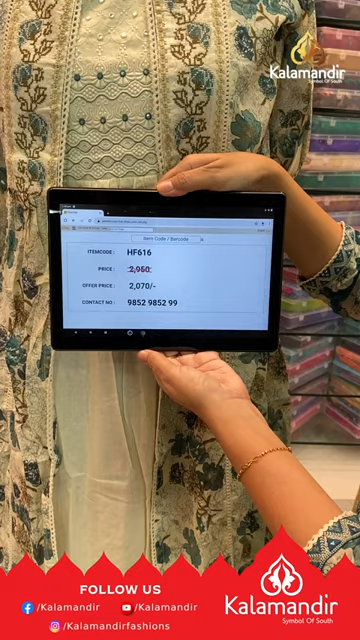 Kalamandir
Symbol Of South
Item Code / Barcode
ITEMCODE : HF616
PRICE : 2,950
OFFER PRICE : 2,070/-
CONTACT NO : 9852 9852 99
FOLLOW US
/Kalamandir /Kalamandir
/Kalamandirfashions
Kalamandir
Symbol Of South